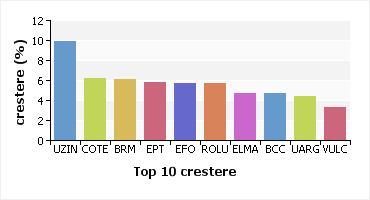 12
10
8
6
4
2
0
crestere (%)
UZIN COTE BRM EPT EFO ROLU ELMA BCC UARG VULC
Top 10 crestere